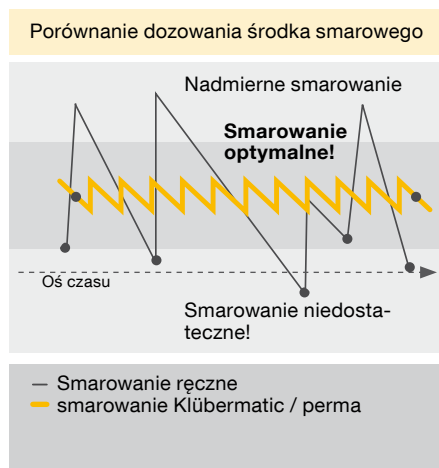 Porównanie dozowania środka smarowego
Nadmierne smarowanie
Smarowanie
optymalne!
Oś czasu
Smarowanie niedosta-
teczne!
— Smarowanie ręczne
— smarowanie Klübermatic / perma